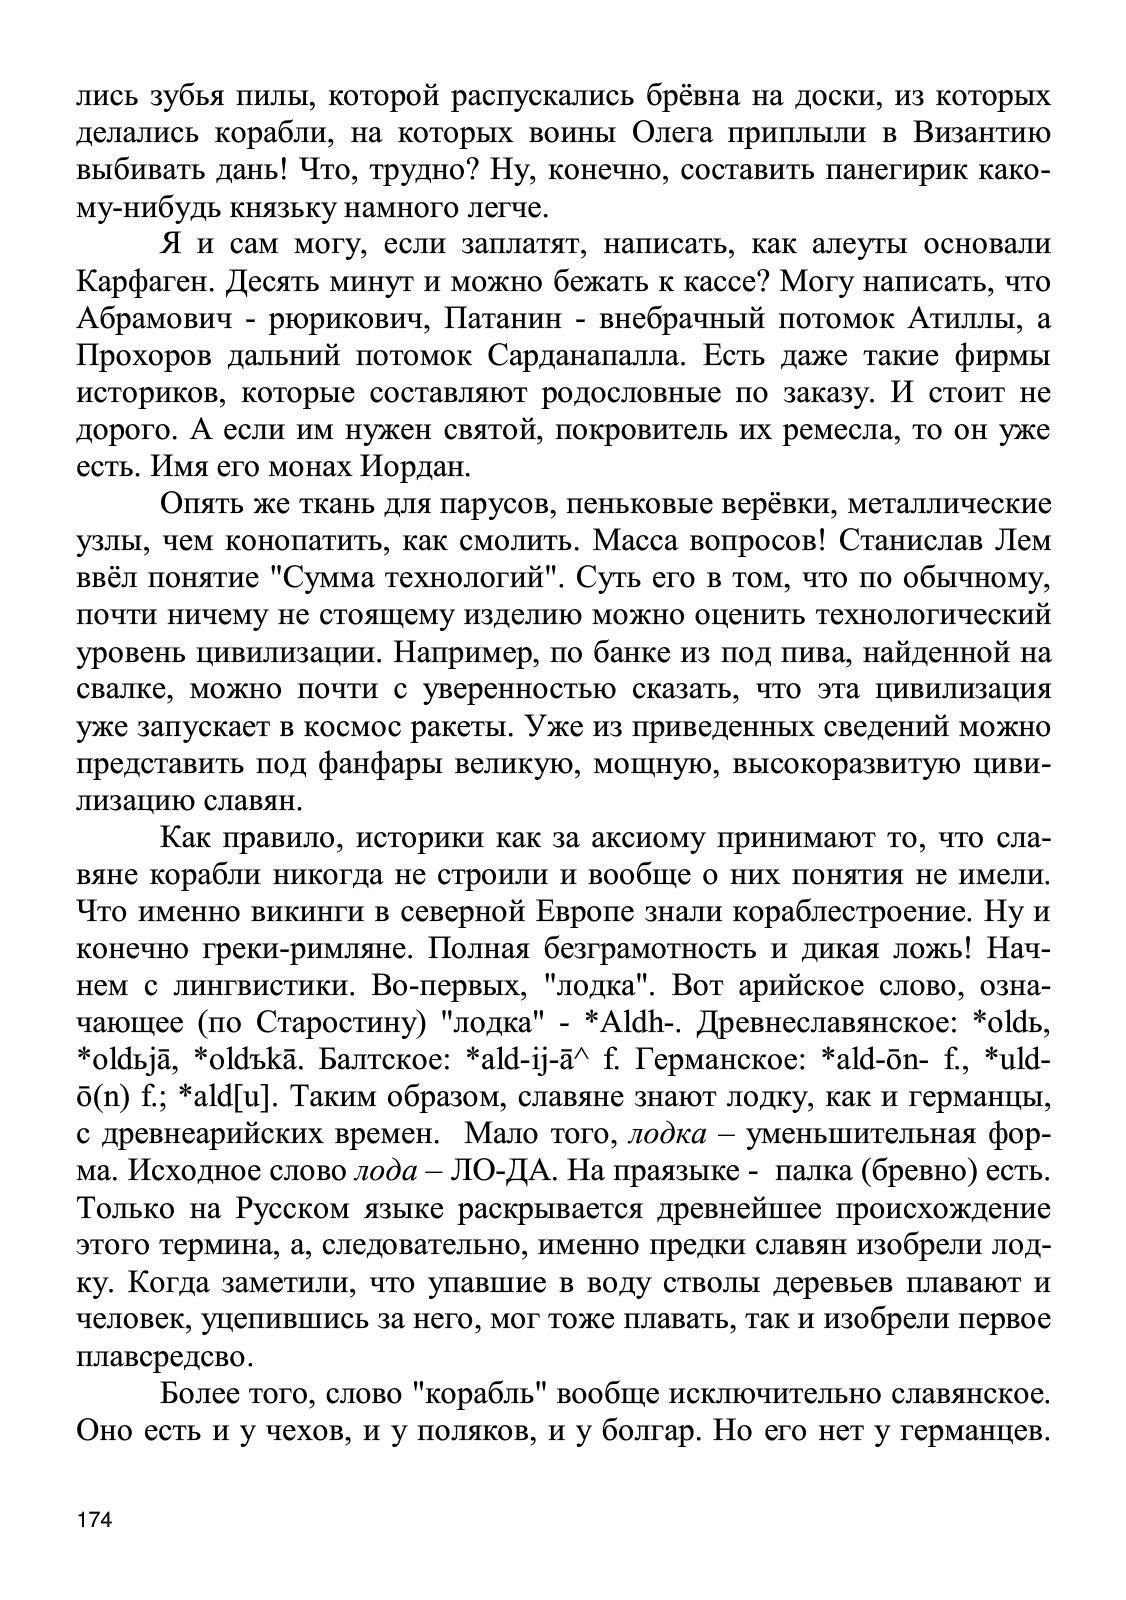 лись зубья пилы, которой распускались брёвна на доски, из которых
делались корабли, на которых воины Олега приплыли в Византию
выбивать дань! Что, трудно? Ну, конечно, составить панегирик како-
му-нибудь князьку намного легче.
Я и сам могу, если заплатят, написать, как алеуты основали
Карфаген. Десять минут и можно бежать к кассе? Могу написать, что
Абрамович - рюрикович, Патанин - внебрачный потомок Атиллы, а
Прохоров дальний потомок Сарданапалла. Есть даже такие фирмы
историков, которые составляют родословные по заказу. И стоит не
дорого. А если им нужен святой, покровитель их ремесла, то он уже
есть. Имя его монах Иордан.
Опять же ткань для парусов, пеньковые верёвки, металлические
узлы, чем конопатить, как смолить. Масса вопросов! Станислав Лем
ввёл понятие "Сумма технологий". Суть его в том, что по обычному,
почти ничему не стоящему изделию можно оценить технологический
уровень цивилизации. Например, по банке из под пива, найденной на
свалке, можно почти с уверенностью сказать, что эта цивилизация
уже запускает в космос ракеты. Уже из приведенных сведений можно
представить под фанфары великую, мощную, высокоразвитую циви-
лизацию славян.
Как правило, историки как за аксиому принимают то, что сла-
вяне корабли никогда не строили и вообще о них понятия не имели.
Что именно викинги в северной Европе знали кораблестроение. Ну и
конечно греки-римляне. Полная безграмотность и дикая ложь! Нач-
нем с лингвистики. Во-первых, "лодка". Вот арийское слово, озна-
чающее (по Старостину) "лодка" - *Aldh-. Древнеславянское: *oldь,
*oldьjā, *oldъkā. Балтское: *ald-ij-ā^ f. Германское: *ald-ōn- f., *uld-
ō(n) f.; *ald[u]. Таким образом, славяне знают лодку, как и германцы,
с древнеарийских времен.  Мало того, лодка – уменьшительная фор-
ма. Исходное слово лода – ЛО-ДА. На праязыке -  палка (бревно) есть.
Только на Русском языке раскрывается древнейшее происхождение
этого термина, а, следовательно, именно предки славян изобрели лод-
ку. Когда заметили, что упавшие в воду стволы деревьев плавают и
человек, уцепившись за него, мог тоже плавать, так и изобрели первое
плавсредсво.
Более того, слово "корабль" вообще исключительно славянское.
Оно есть и у чехов, и у поляков, и у болгар. Но его нет у германцев.
174